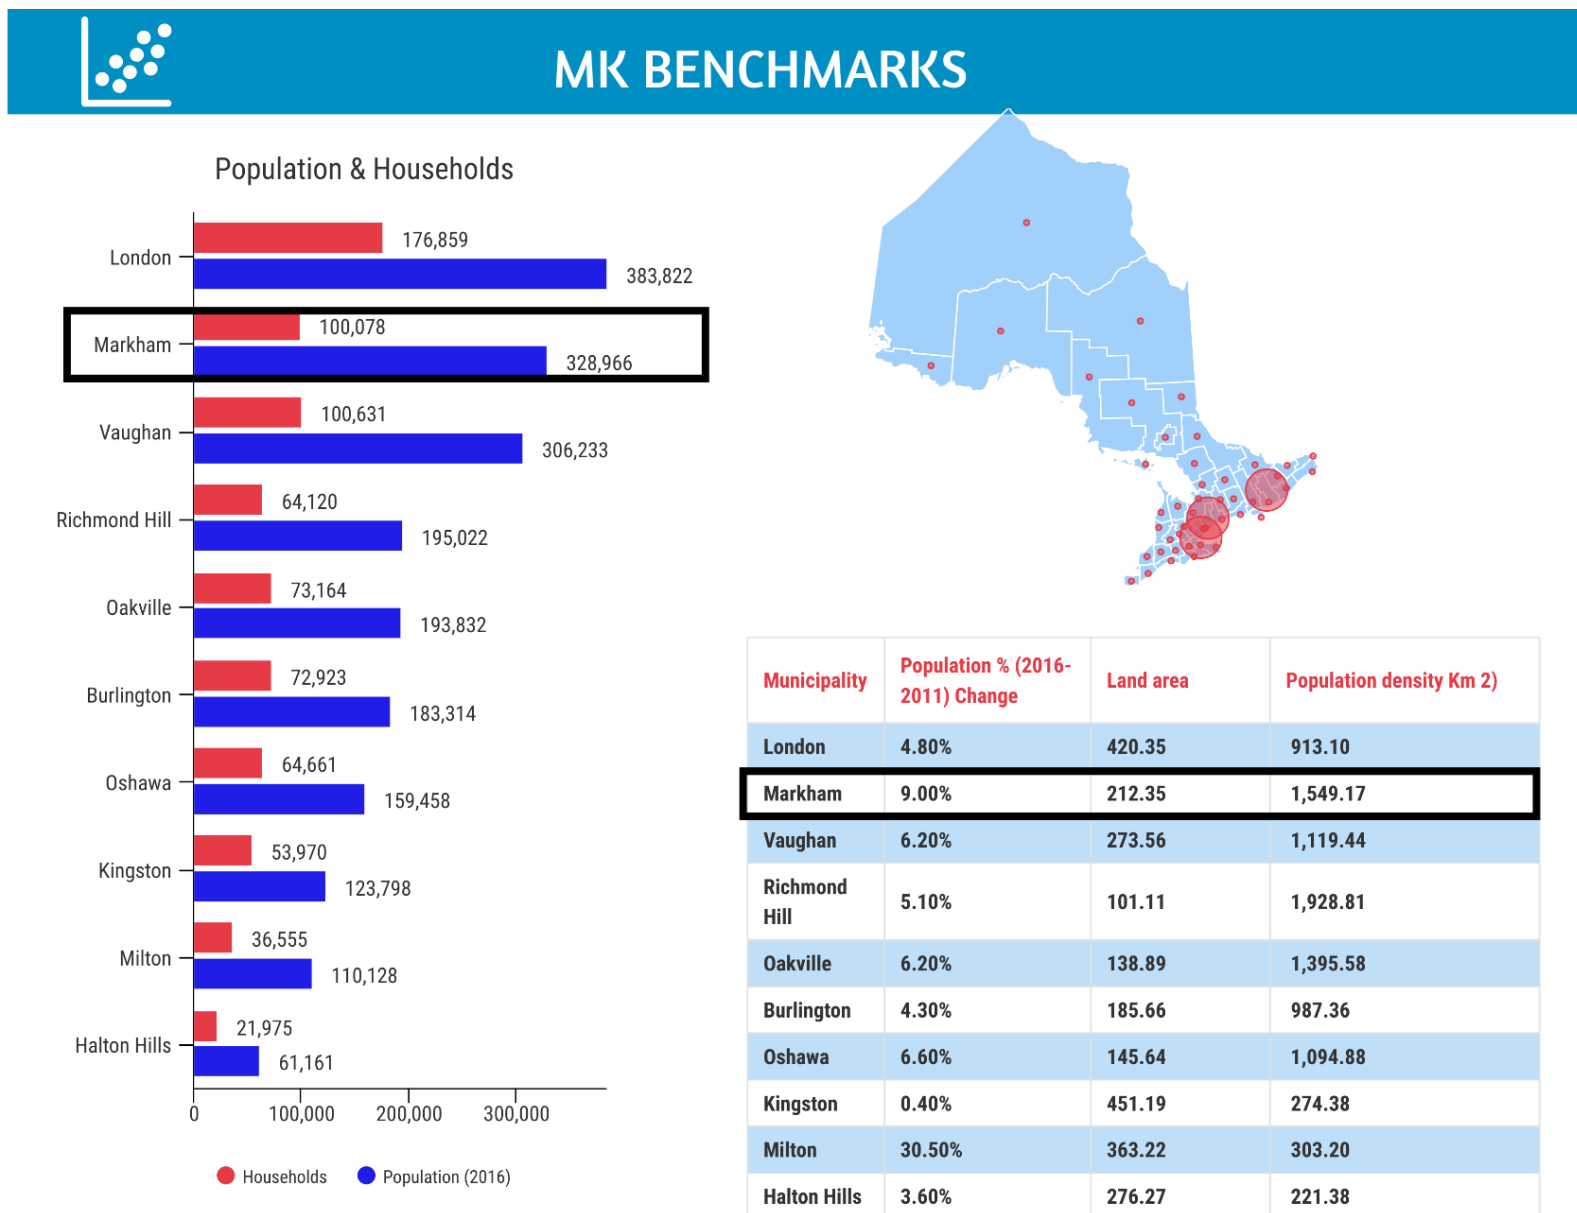 MK BENCHMARKS
Population & Households
London
176,859
383,822
Markham
100,078
328,966
Vaughan
100,631
306,233
Richmond Hill
64,120
195,022
Oakville
73,164
193,832
Burlington
72,923
183,314
Oshawa
64,661
159,458
Kingston
53,970
123,798
Milton
36,555
110,128
Halton Hills
21,975
61,161
0 100,000 200,000 300,000
Households Population (2016)
Municipality Population % (2016-
2011) Change Land area Population density Km 2)
London 4.80% 420.35 913.10
Markham 9.00% 212.35 1,549.17
Vaughan 6.20% 273.56 1,119.44
Richmond
Hill 5.10% 101.11 1,928.81
Oakville 6.20% 138.89 1,395.58
Burlington 4.30% 185.66 987.36
Oshawa 6.60% 145.64 1,094.88
Kingston 0.40% 451.19 274.38
Milton 30.50% 363.22 303.20
Halton Hills 3.60% 276.27 221.38